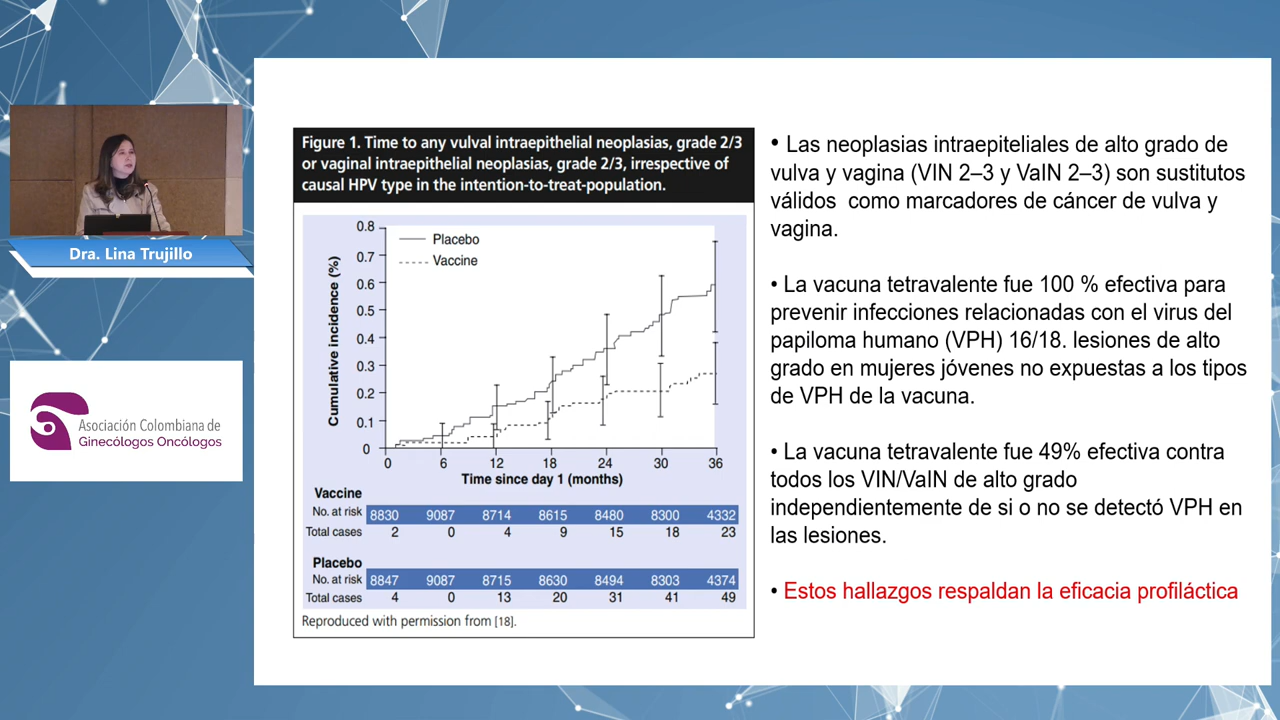 Dra. Lina Trujillo
Asociación Colombiana de
Ginecólogos Oncólogos
Figure 1. Time to any vulval intraepithelial neoplasias, grade 2/3
or vaginal intraepithelial neoplasias, grade 2/3, irrespective of
causal HPV type in the intention-to-treat-population.
Cumulative incidence (%)
0.8
0.7
0.6
0.5
0.4
0.3
0.2
0.1
0
Placebo
Vaccine
0 6 12 18 24 30 36
Time since day 1 (months)
Vaccine
No. at risk 8830 9087 8714 8615 8480 8300 4332
Total cases 2 0 4 9 15 18 23
Placebo
No. at risk 8847 9087 8715 8630 8494 8303 4374
Total cases 4 0 13 20 31 41 49
Reproduced with permission from [18].
• Las neoplasias intraepiteliales de alto grado de
vulva y vagina (VIN 2–3 y VaIN 2–3) son sustitutos
válidos como marcadores de cáncer de vulva y
vagina.
• La vacuna tetravalente fue 100 % efectiva para
prevenir infecciones relacionadas con el virus del
papiloma humano (VPH) 16/18. lesiones de alto
grado en mujeres jóvenes no expuestas a los tipos
de VPH de la vacuna.
• La vacuna tetravalente fue 49% efectiva contra
todos los VIN/VaIN de alto grado
independientemente de si o no se detectó VPH en
las lesiones.
• Estos hallazgos respaldan la eficacia profiláctica